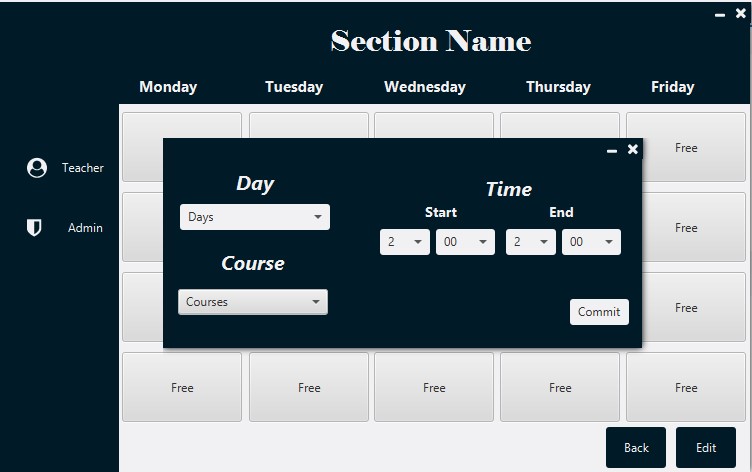 Section Name
Monday Tuesday Wednesday Thursday Friday
Teacher
Admin
Free
Free
Free
Day
Days
Course
Courses
Time
Start End
2 00 2 00
Commit
Free Free Free Free Free
Back Edit